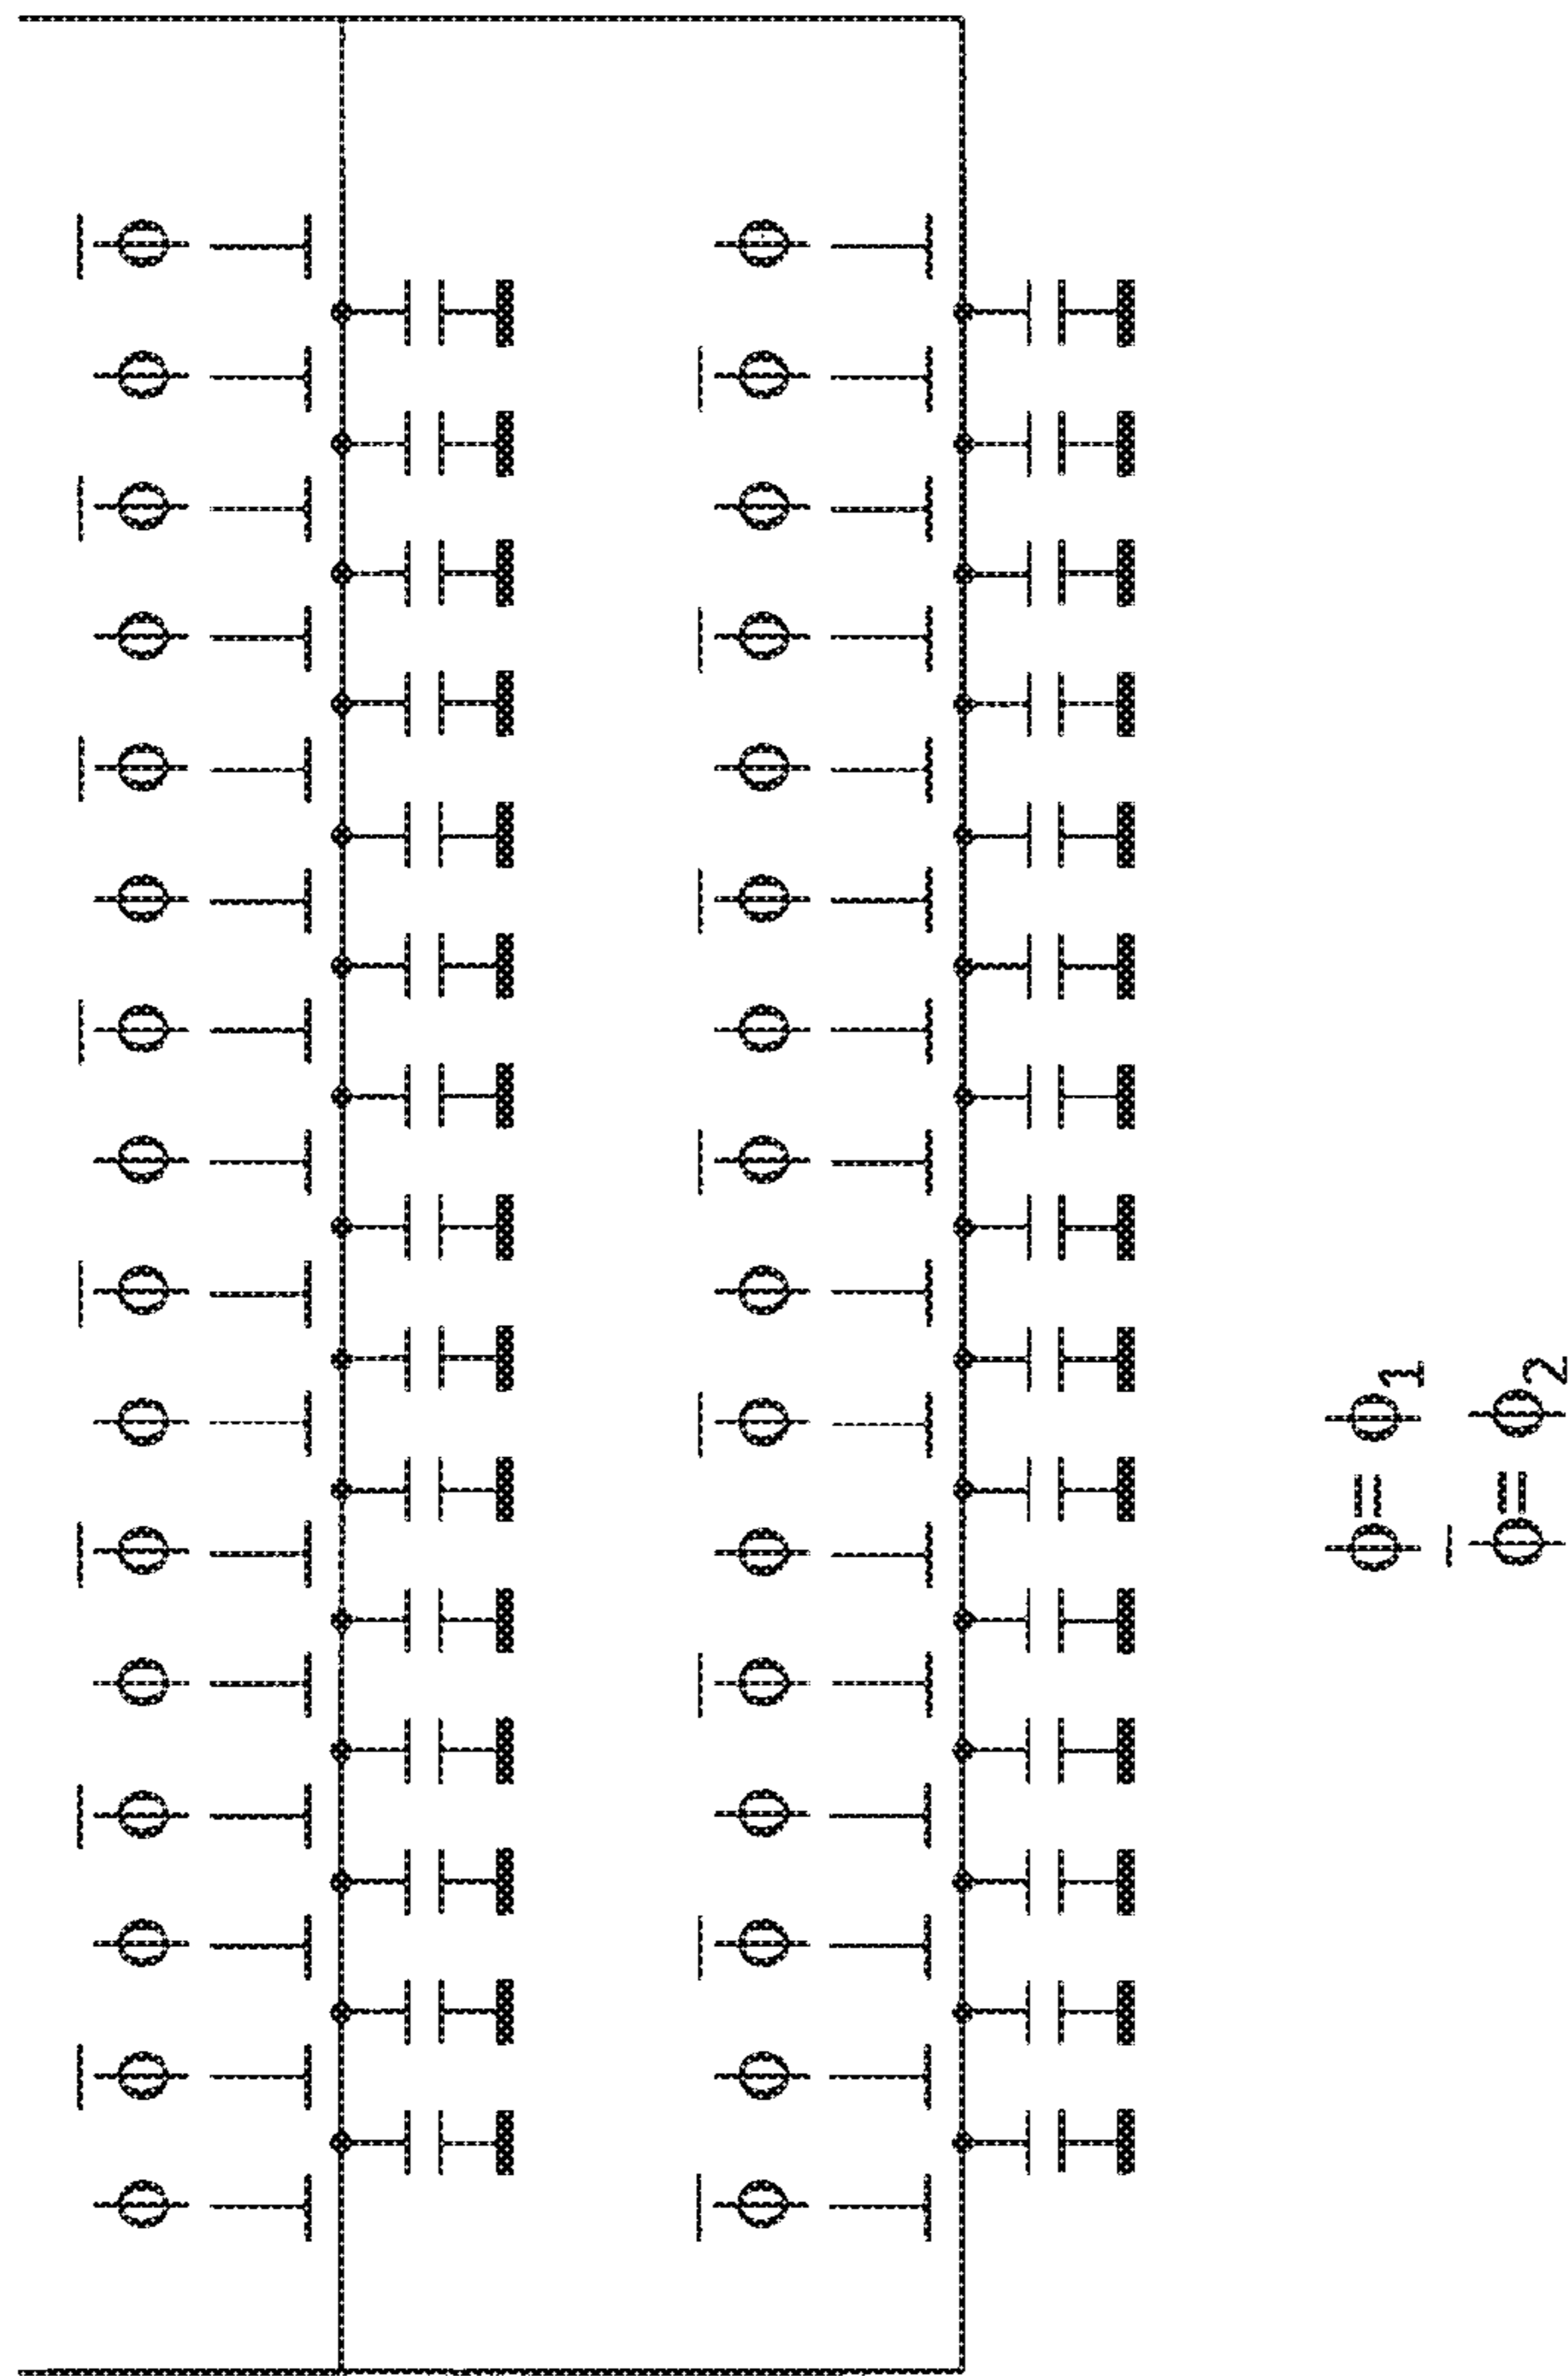 ϕ ϕ̅ ϕ ϕ̅ ϕ ϕ̅ ϕ ϕ̅ ϕ ϕ̅ ϕ ϕ̅ ϕ ϕ̅ ϕ ϕ̅
ϕ̅ ϕ ϕ̅ ϕ ϕ̅ ϕ ϕ̅ ϕ ϕ̅ ϕ ϕ̅ ϕ ϕ̅ ϕ ϕ̅ ϕ
ϕ = ϕ1
ϕ̅ = ϕ2